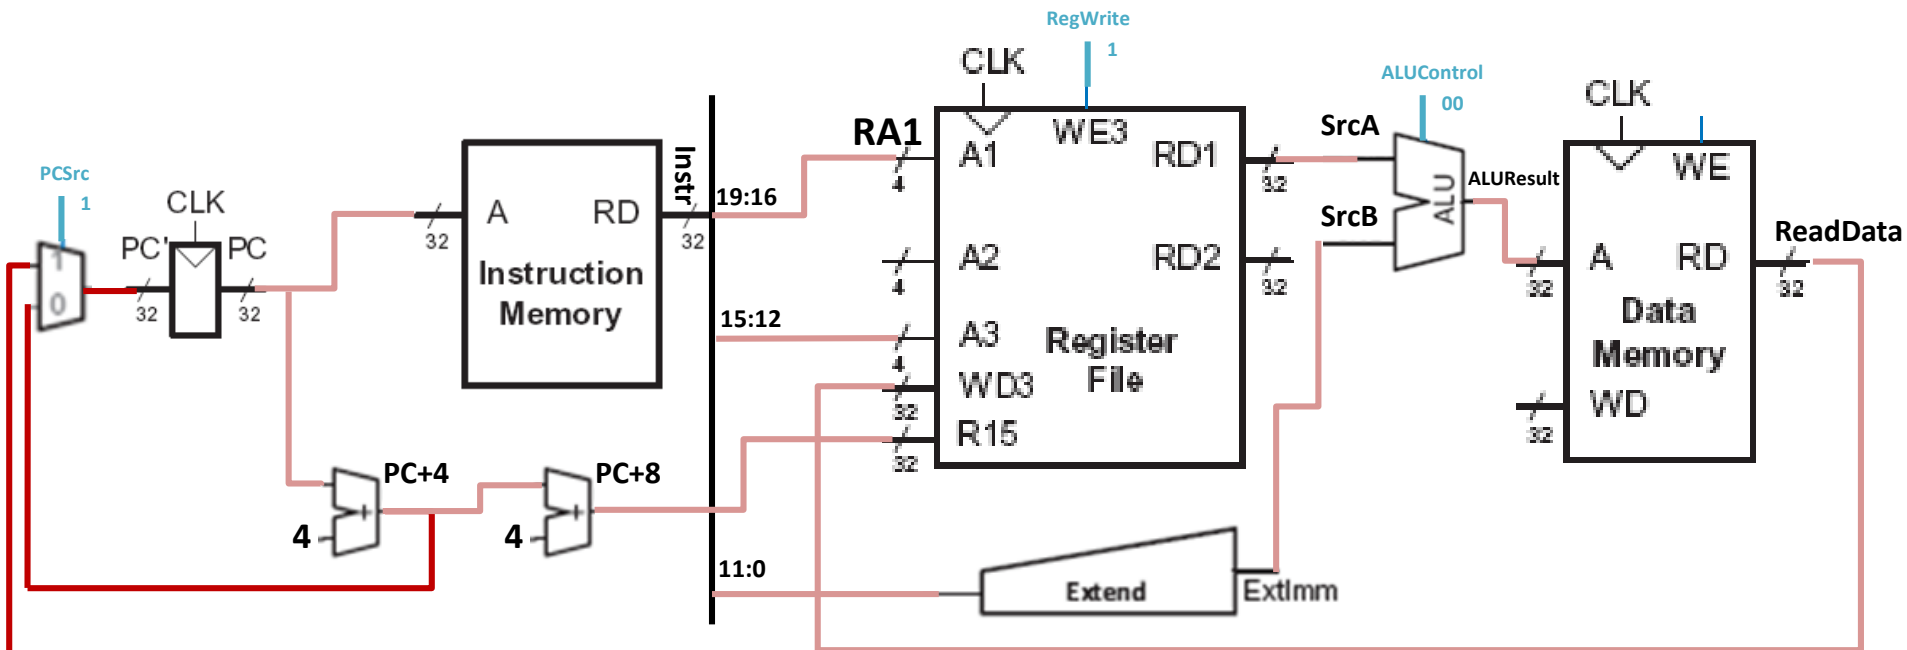 RegWrite
1
CLK
ALUControl
00
CLK
PCSrc
1
CLK
PC'
PC
1
0
32
32
A
RD
32
32
Instruction
Memory
Instr
19:16
15:12
11:0
RA1
4
A1
WE3
RD1
32
A2
4
RD2
32
A3
4
WD3
32
R15
32
Register
File
SrcA
SrcB
ALU
ALUResult
WE
A
32
RD
32
ReadData
Data
Memory
WD
32
PC+4
4
+
PC+8
4
+
Extend
ExtImm